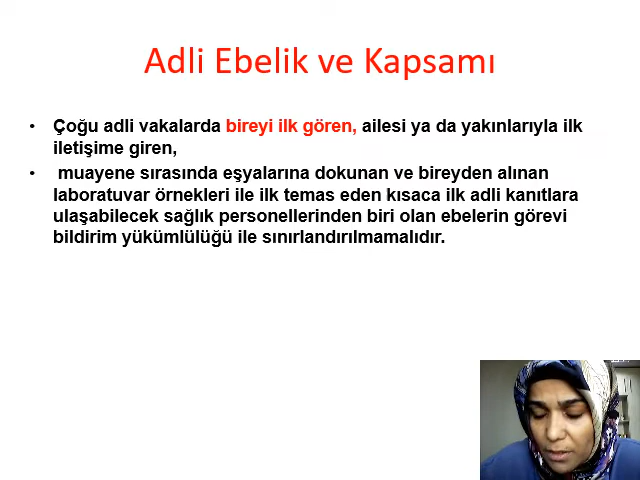 Adli Ebelik ve Kapsamı
• Çoğu adli vakalarda bireyi ilk gören, ailesi ya da yakınlarıyla ilk
iletişime giren,
• muayene sırasında eşyalarına dokunan ve bireyden alınan
laboratuvar örnekleri ile ilk temas eden kısaca ilk adli kanıtlara
ulaşabilecek sağlık personellerinden biri olan ebelerin görevi
bildirim yükümlülüğü ile sınırlandırılmamalıdır.